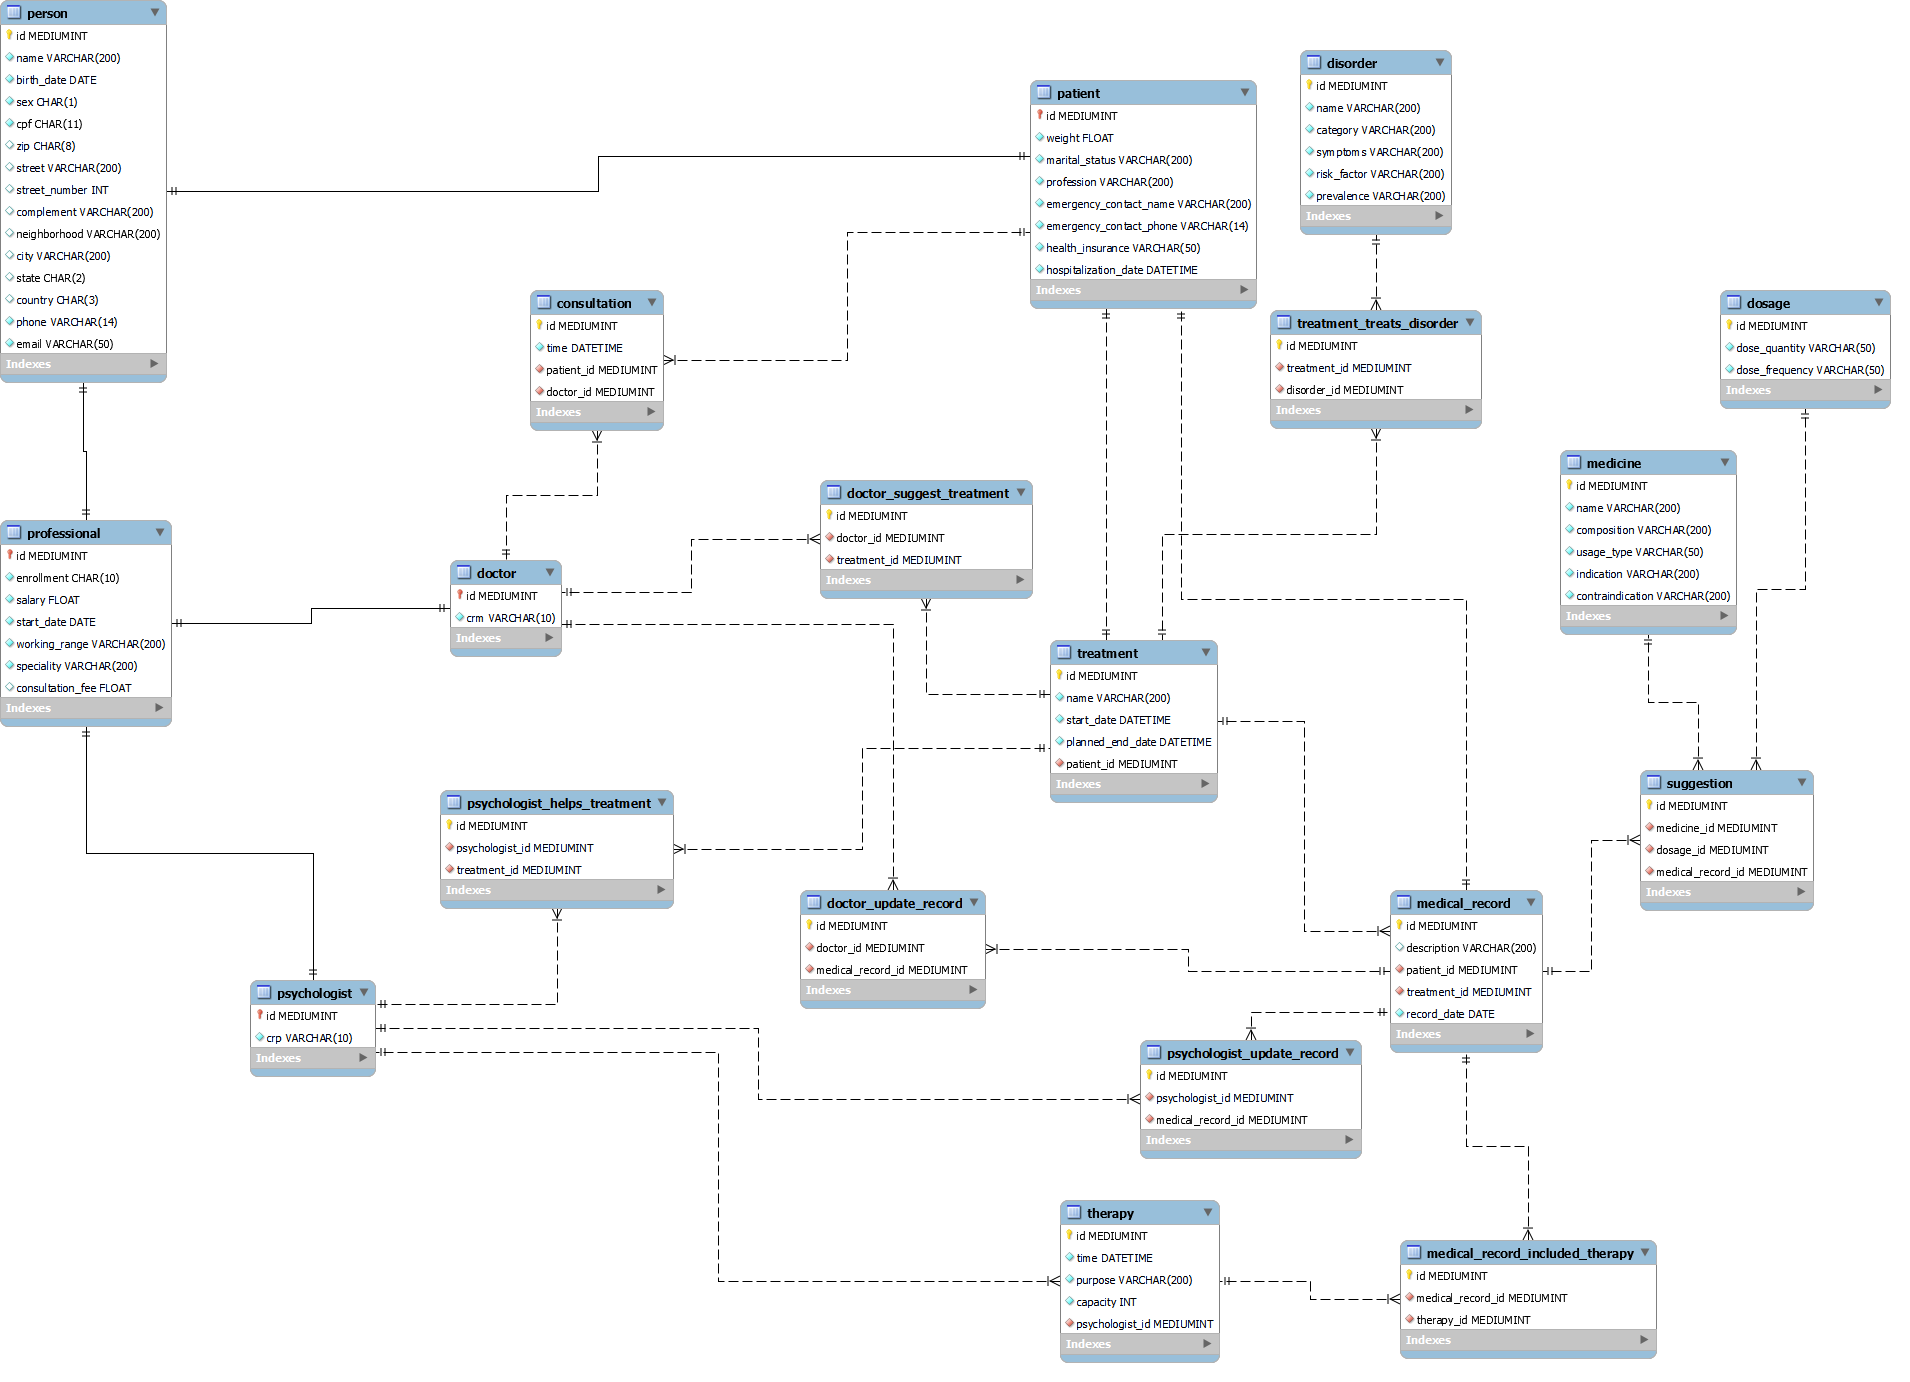 person
id MEDIUMINT
name VARCHAR(200)
birth_date DATE
sex CHAR(1)
cpf CHAR(11)
zip CHAR(8)
street VARCHAR(200)
street_number INT
complement VARCHAR(200)
neighborhood VARCHAR(200)
city VARCHAR(200)
state CHAR(2)
country CHAR(3)
phone VARCHAR(14)
email VARCHAR(50)
Indexes
patient
id MEDIUMINT
weight FLOAT
marital_status VARCHAR(200)
profession VARCHAR(200)
emergency_contact_name VARCHAR(200)
emergency_contact_phone VARCHAR(14)
health_insurance VARCHAR(50)
hospitalization_date DATETIME
Indexes
disorder
id MEDIUMINT
name VARCHAR(200)
category VARCHAR(200)
symptoms VARCHAR(200)
risk_factor VARCHAR(200)
prevalence VARCHAR(200)
Indexes
consultation
id MEDIUMINT
time DATETIME
patient_id MEDIUMINT
doctor_id MEDIUMINT
Indexes
treatment_treats_disorder
id MEDIUMINT
treatment_id MEDIUMINT
disorder_id MEDIUMINT
Indexes
dosage
id MEDIUMINT
dose_quantity VARCHAR(50)
dose_frequency VARCHAR(50)
Indexes
medicine
id MEDIUMINT
name VARCHAR(200)
composition VARCHAR(200)
usage_type VARCHAR(50)
indication VARCHAR(200)
contraindication VARCHAR(200)
Indexes
professional
id MEDIUMINT
enrollment CHAR(10)
salary FLOAT
start_date DATE
working_range VARCHAR(200)
speciality VARCHAR(200)
consultation_fee FLOAT
Indexes
doctor
id MEDIUMINT
crm VARCHAR(10)
Indexes
doctor_suggest_treatment
id MEDIUMINT
doctor_id MEDIUMINT
treatment_id MEDIUMINT
Indexes
treatment
id MEDIUMINT
name VARCHAR(200)
start_date DATETIME
planned_end_date DATETIME
patient_id MEDIUMINT
Indexes
suggestion
id MEDIUMINT
medicine_id MEDIUMINT
dosage_id MEDIUMINT
medical_record_id MEDIUMINT
Indexes
psychologist_helps_treatment
id MEDIUMINT
psychologist_id MEDIUMINT
treatment_id MEDIUMINT
Indexes
doctor_update_record
id MEDIUMINT
doctor_id MEDIUMINT
medical_record_id MEDIUMINT
Indexes
medical_record
id MEDIUMINT
description VARCHAR(200)
patient_id MEDIUMINT
treatment_id MEDIUMINT
record_date DATE
Indexes
psychologist
id MEDIUMINT
crp VARCHAR(10)
Indexes
psychologist_update_record
id MEDIUMINT
psychologist_id MEDIUMINT
medical_record_id MEDIUMINT
Indexes
therapy
id MEDIUMINT
time DATETIME
purpose VARCHAR(200)
capacity INT
psychologist_id MEDIUMINT
Indexes
medical_record_included_therapy
id MEDIUMINT
medical_record_id MEDIUMINT
therapy_id MEDIUMINT
Indexes